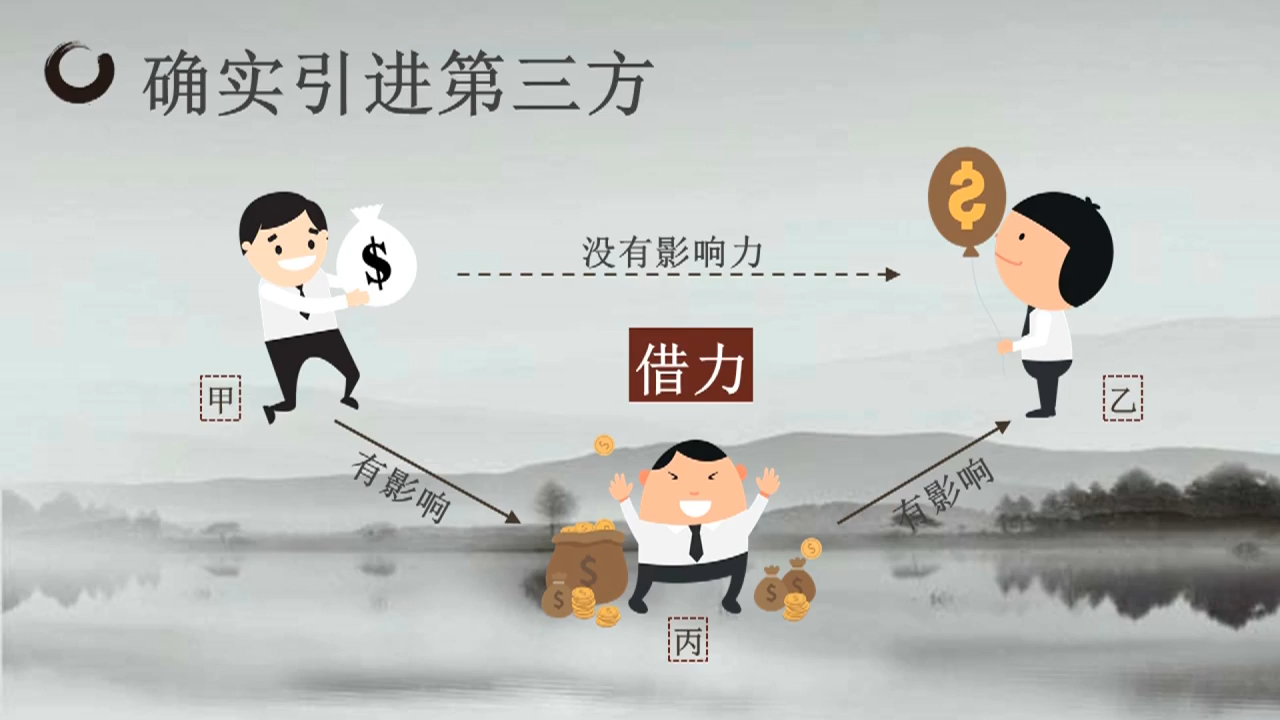 确实引进第三方
没有影响力
借力
甲
乙
有影响
有影响
丙